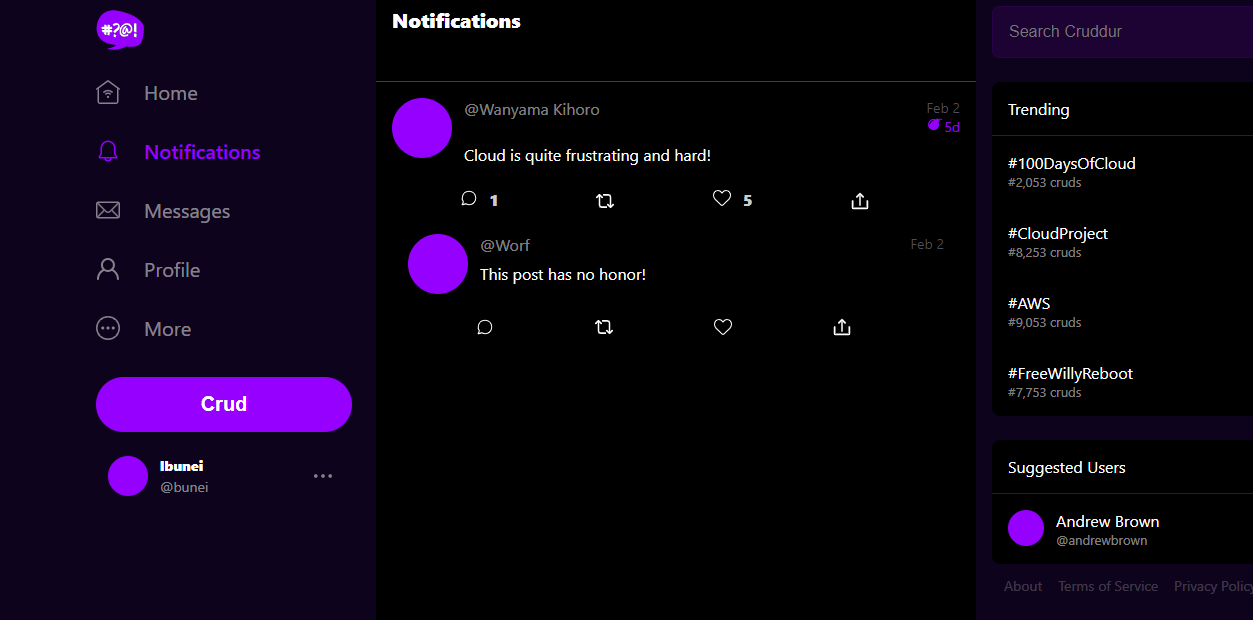 #?@!
Home
Notifications
Messages
Profile
More
Crud
Ibunei
@bunei
Notifications
@Wanyama Kihoro
Feb 2
5d
Cloud is quite frustrating and hard!
1
5
@Worf
Feb 2
This post has no honor!
Search Cruddur
Trending
#100DaysOfCloud
#2,053 cruds
#CloudProject
#8,253 cruds
#AWS
#9,053 cruds
#FreeWillyReboot
#7,753 cruds
Suggested Users
Andrew Brown
@andrewbrown
About Terms of Service Privacy Policy